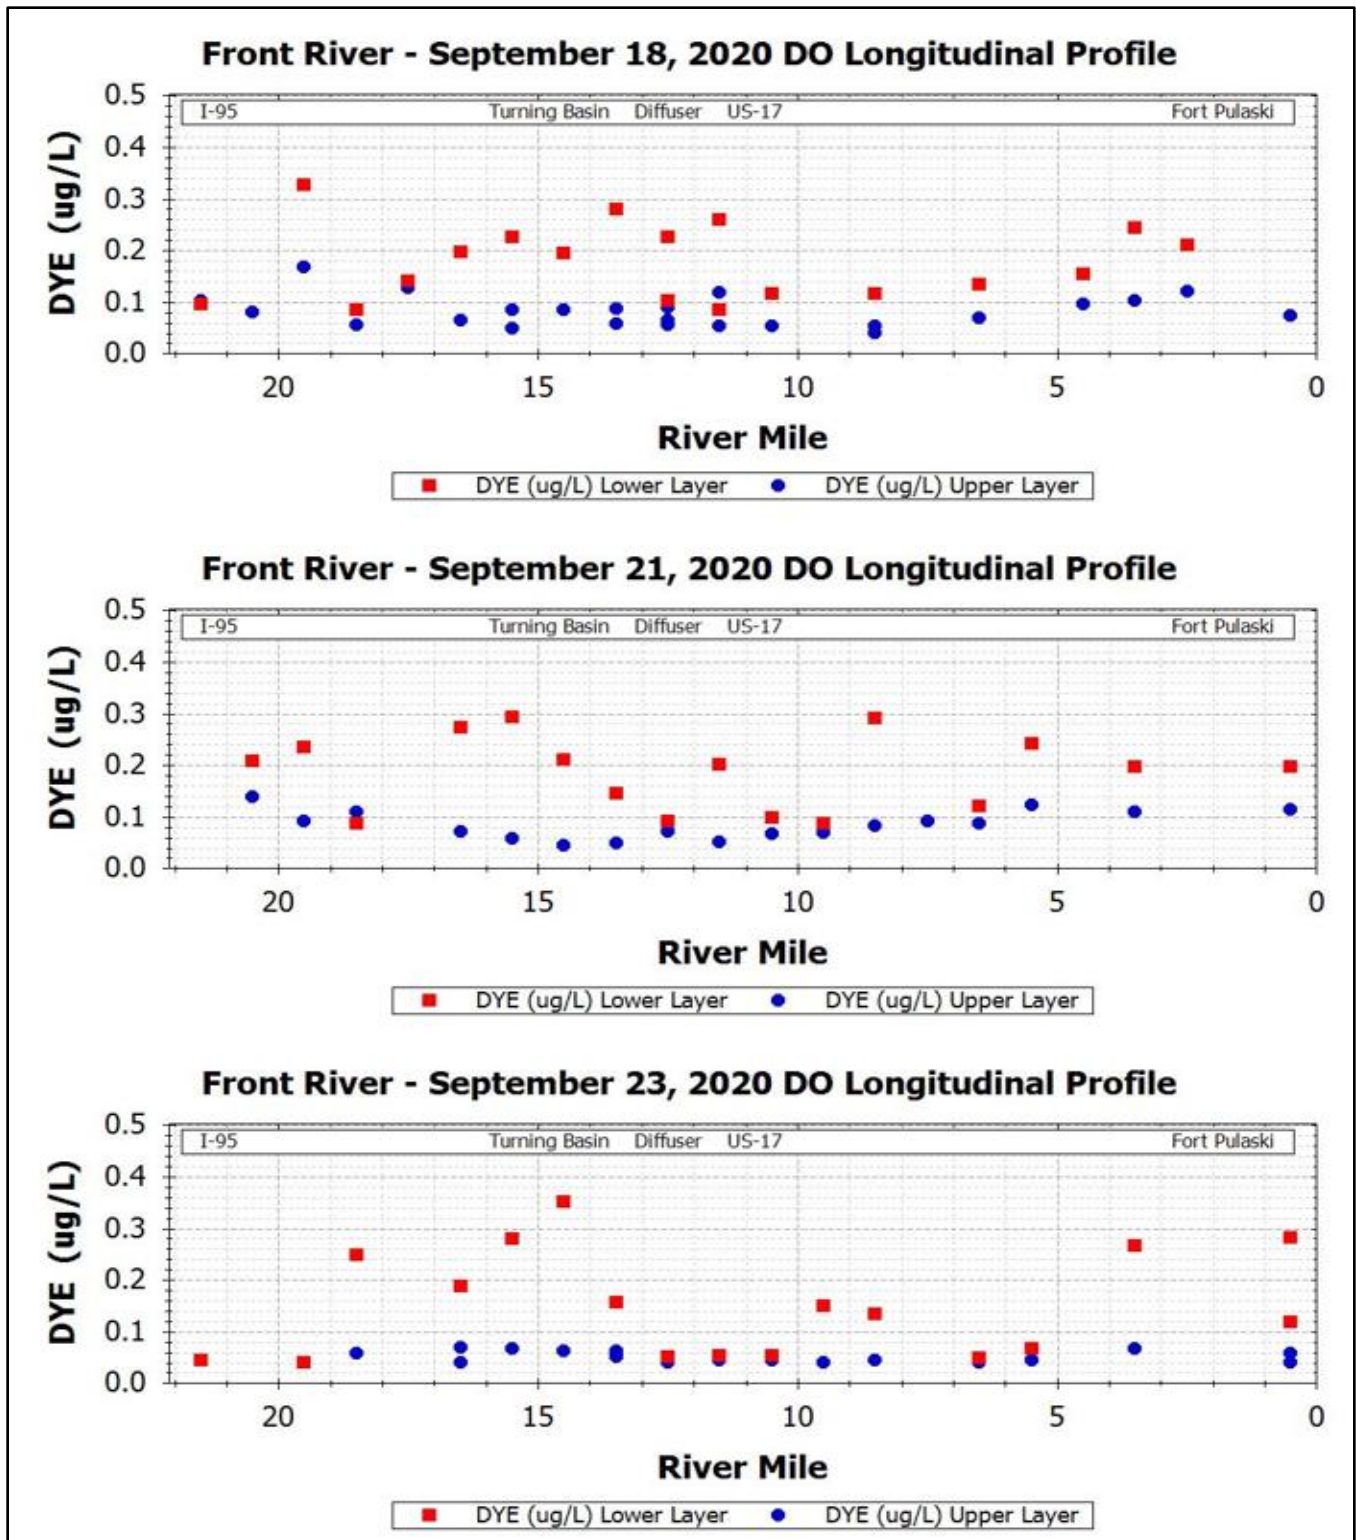 Front River - September 18, 2020 DO Longitudinal Profile
0.5
I-95 Turning Basin Diffuser US-17 Fort Pulaski
0.4
0.3
0.2
0.1
0.0
DYE (ug/L)
20 15 10 5 0
River Mile
DYE (ug/L) Lower Layer DYE (ug/L) Upper Layer
Front River - September 21, 2020 DO Longitudinal Profile
0.5
I-95 Turning Basin Diffuser US-17 Fort Pulaski
0.4
0.3
0.2
0.1
0.0
DYE (ug/L)
20 15 10 5 0
River Mile
DYE (ug/L) Lower Layer DYE (ug/L) Upper Layer
Front River - September 23, 2020 DO Longitudinal Profile
0.5
I-95 Turning Basin Diffuser US-17 Fort Pulaski
0.4
0.3
0.2
0.1
0.0
DYE (ug/L)
20 15 10 5 0
River Mile
DYE (ug/L) Lower Layer DYE (ug/L) Upper Layer